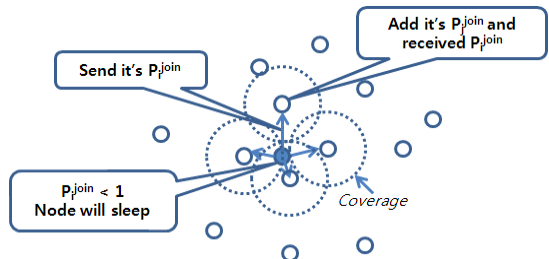 Add it's Pⱼʲᵒⁱⁿ and
received Pᵢʲᵒⁱⁿ
Send it's Pᵢʲᵒⁱⁿ
Pᵢʲᵒⁱⁿ < 1
Node will sleep
Coverage